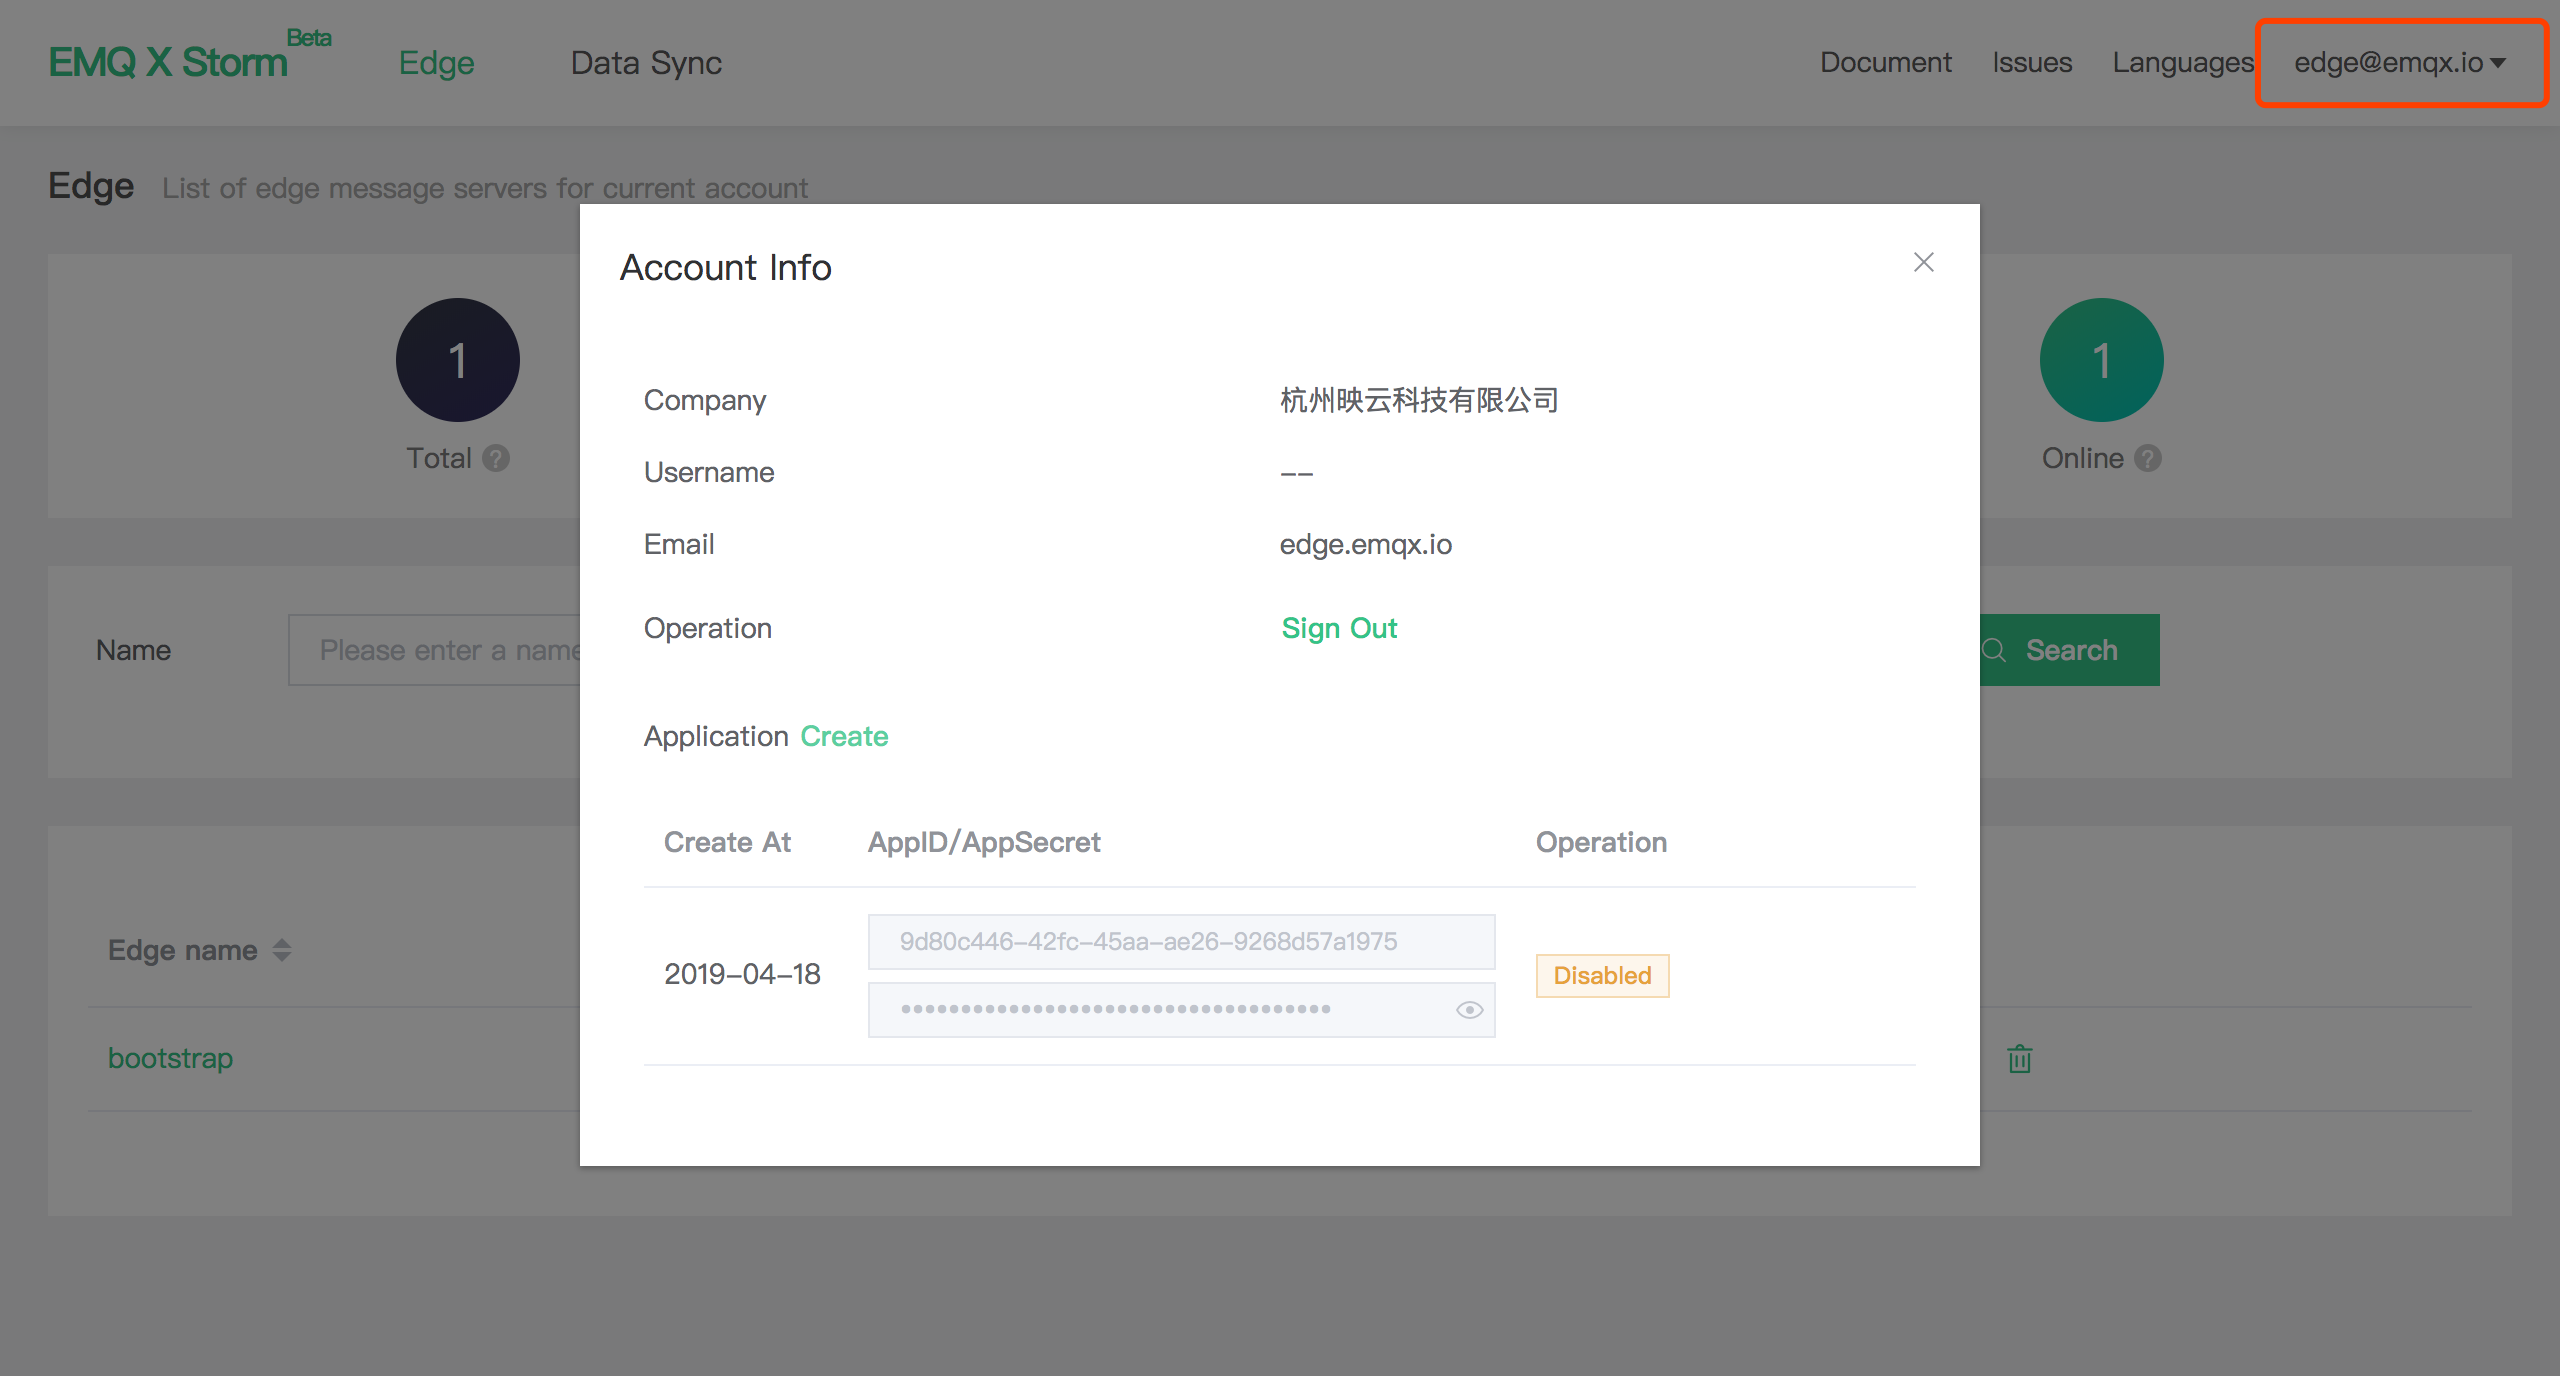 EMQ X Storm Beta Edge Data Sync Document Issues Languages edge@emqx.io
Edge List of edge message servers for current account
Account Info
1 1
Total ? Online ?
Company 杭州映云科技有限公司
Username --
Email edge.emqx.io
Operation Sign Out
Name Please enter a name Search
Application Create
Create At AppID/AppSecret Operation
9d80c446-42fc-45aa-ae26-9268d57a1975
Edge name
2019-04-18 Disabled
••••••••••••••••••••••••••••••••••••
bootstrap